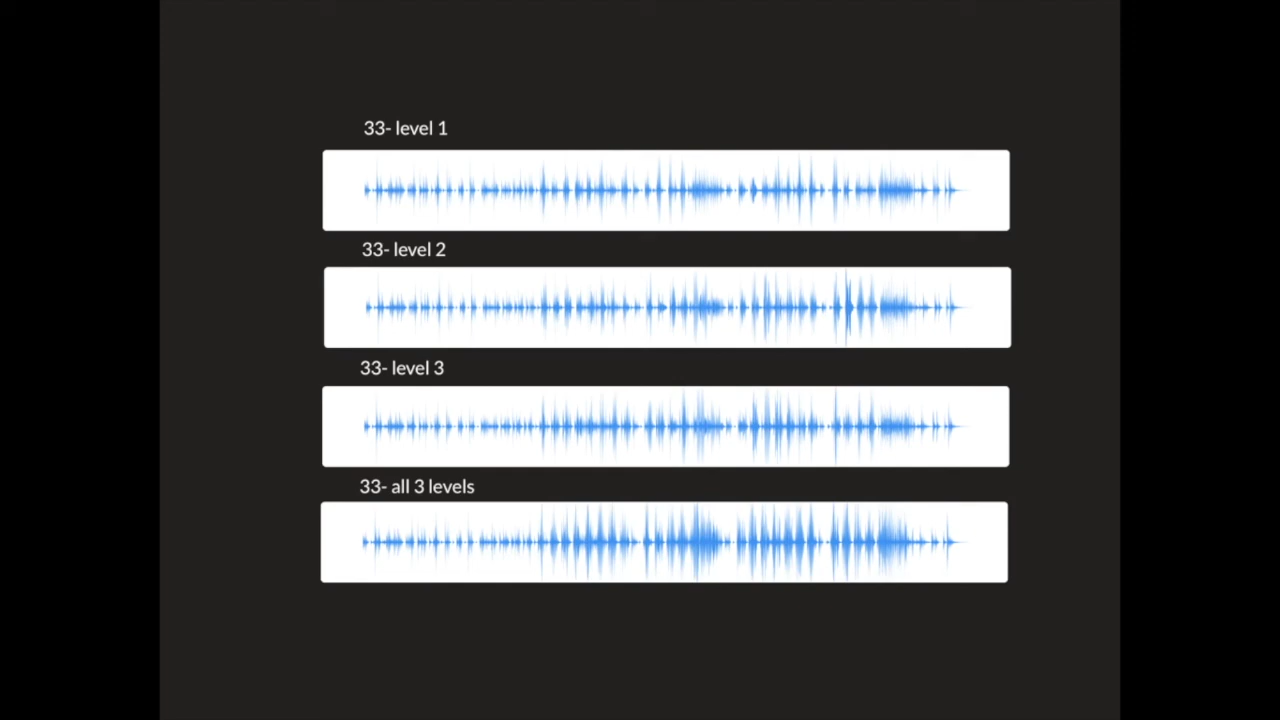 33- level 1
33- level 2
33- level 3
33- all 3 levels